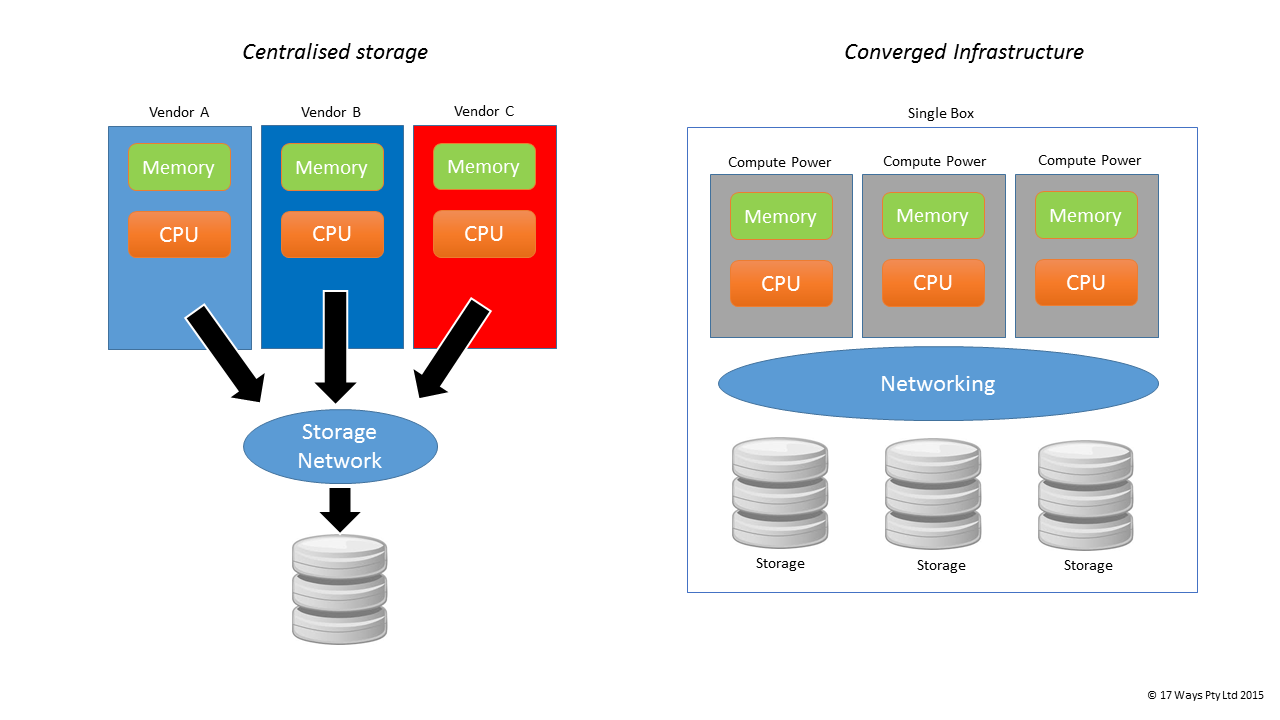 Centralised storage
Vendor A
Vendor B
Vendor C
Memory
Memory
Memory
CPU
CPU
CPU
Storage
Network
Converged Infrastructure
Single Box
Compute Power
Compute Power
Compute Power
Memory
Memory
Memory
CPU
CPU
CPU
Networking
Storage
Storage
Storage
© 17 Ways Pty Ltd 2015